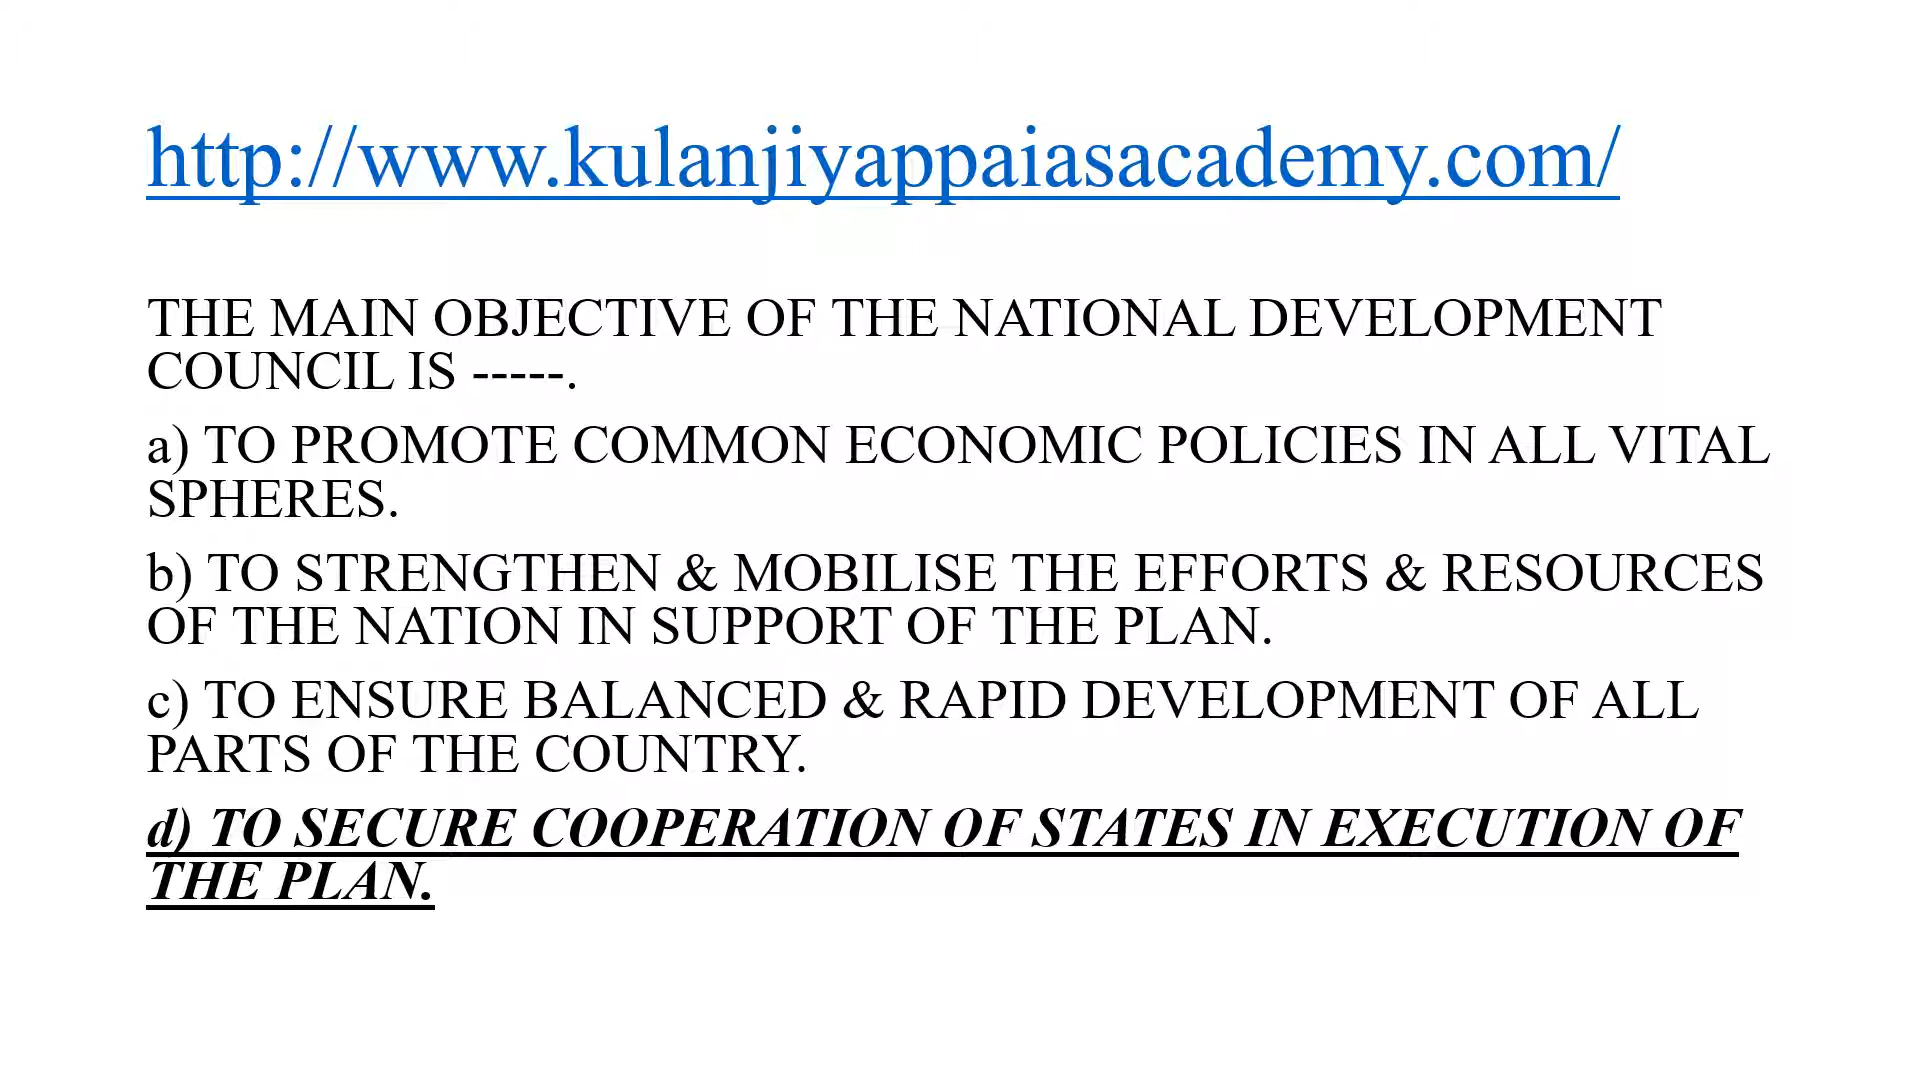 http://www.kulanjiyappaiasacademy.com/
THE MAIN OBJECTIVE OF THE NATIONAL DEVELOPMENT
COUNCIL IS -----.
a) TO PROMOTE COMMON ECONOMIC POLICIES IN ALL VITAL
SPHERES.
b) TO STRENGTHEN & MOBILISE THE EFFORTS & RESOURCES
OF THE NATION IN SUPPORT OF THE PLAN.
c) TO ENSURE BALANCED & RAPID DEVELOPMENT OF ALL
PARTS OF THE COUNTRY.
d) TO SECURE COOPERATION OF STATES IN EXECUTION OF
THE PLAN.